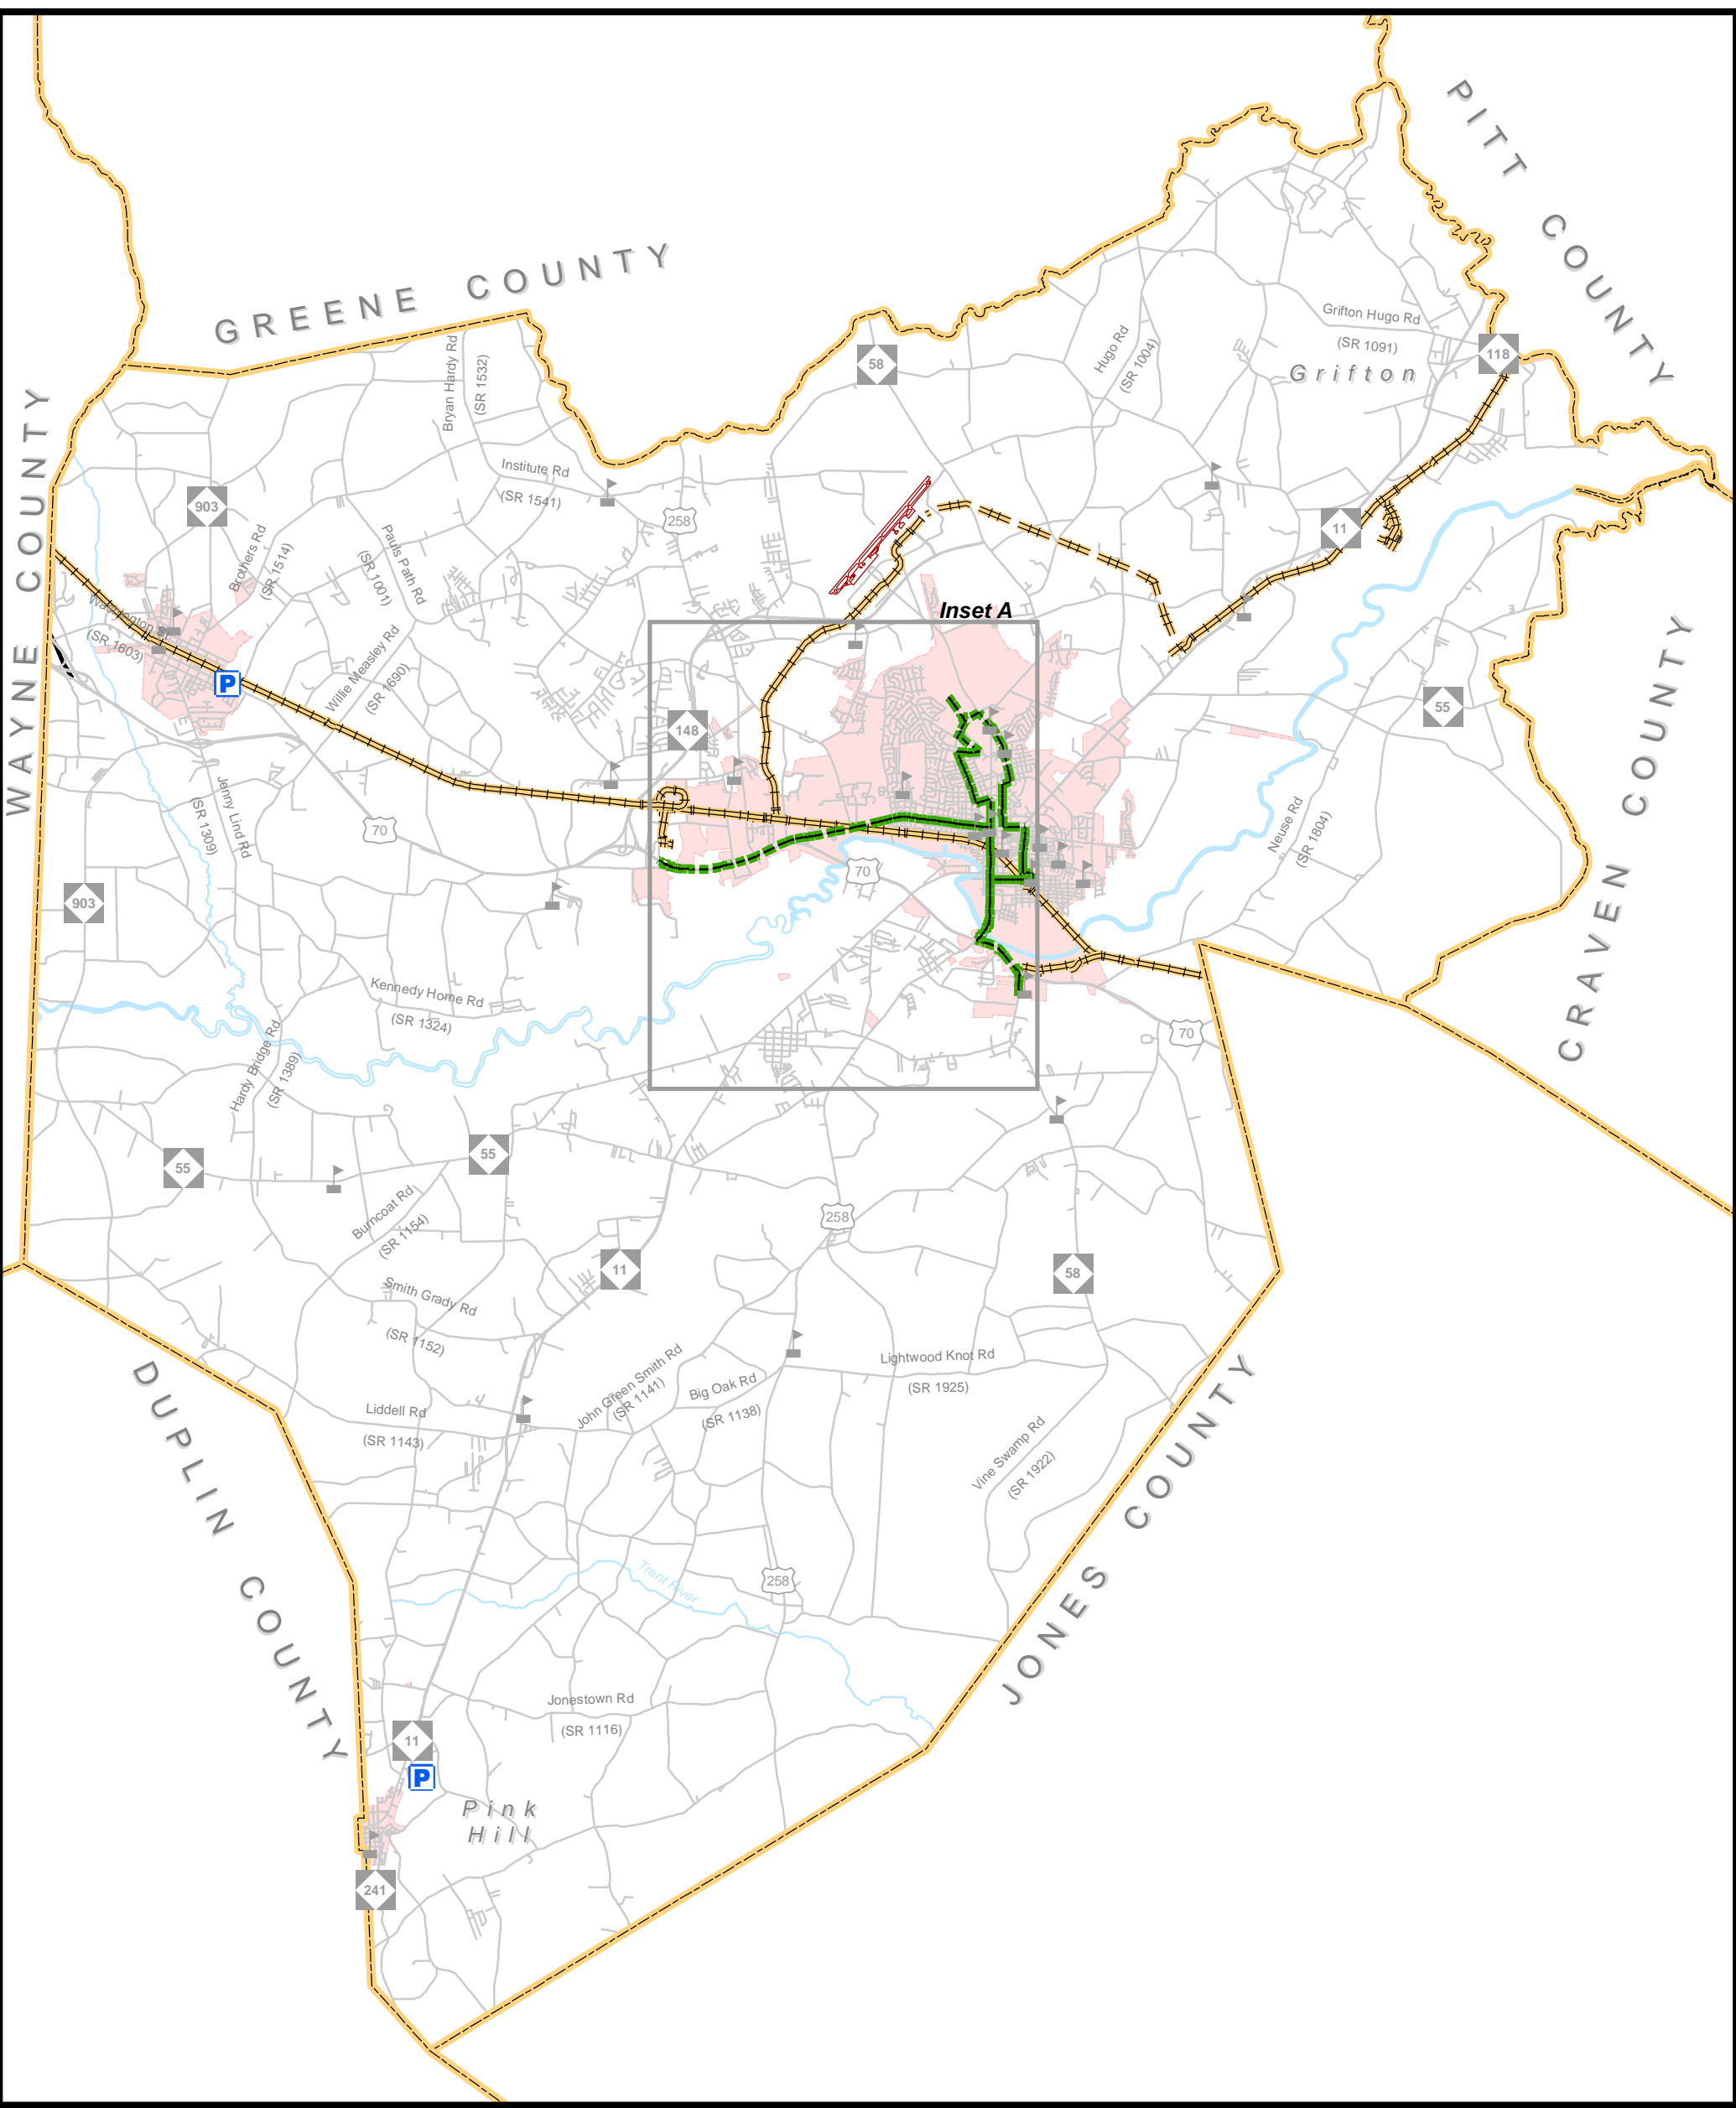 PITT COUNTY
GREENE COUNTY
Grifton Hugo Rd
(SR 1091)
118
Grifton
58
Hugo Rd
(SR 1004)
Bryan Hardy Rd
(SR 1532)
WAYNE COUNTY
Institute Rd
(SR 1541)
903
258
11
Brothers Rd
(SR 1514)
Pauls Path Rd
(SR 1001)
Inset A
(SR 1603)
P
Willie Measley Rd
(SR 1690)
148
55
CRAVEN COUNTY
Jenny Lind Rd
(SR 1309)
70
70
Neuse Rd
(SR 1804)
903
Kennedy Home Rd
(SR 1324)
70
Hardy Bridge Rd
(SR 1389)
55
55
Burncoat Rd
(SR 1154)
258
11
58
Smith Grady Rd
(SR 1152)
John Green Smith Rd
(SR 1141)
Big Oak Rd
(SR 1138)
Lightwood Knot Rd
(SR 1925)
DUPLIN COUNTY
Liddell Rd
(SR 1143)
Vine Swamp Rd
(SR 1922)
JONES COUNTY
Trent River
258
Jonestown Rd
(SR 1116)
11
P
Pink
Hill
241